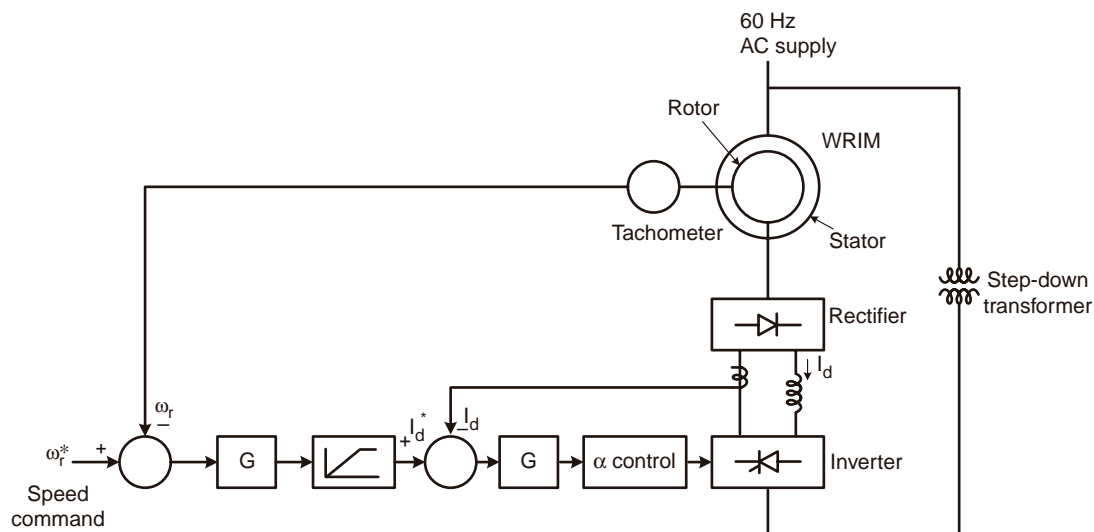 60 Hz
AC supply
Rotor
WRIM
Tachometer
Stator
Step-down
transformer
Rectifier
I_d
ω_r
−
I_d^*
I_d
−
ω_r^*
+
G
+
G
α control
Inverter
Speed
command